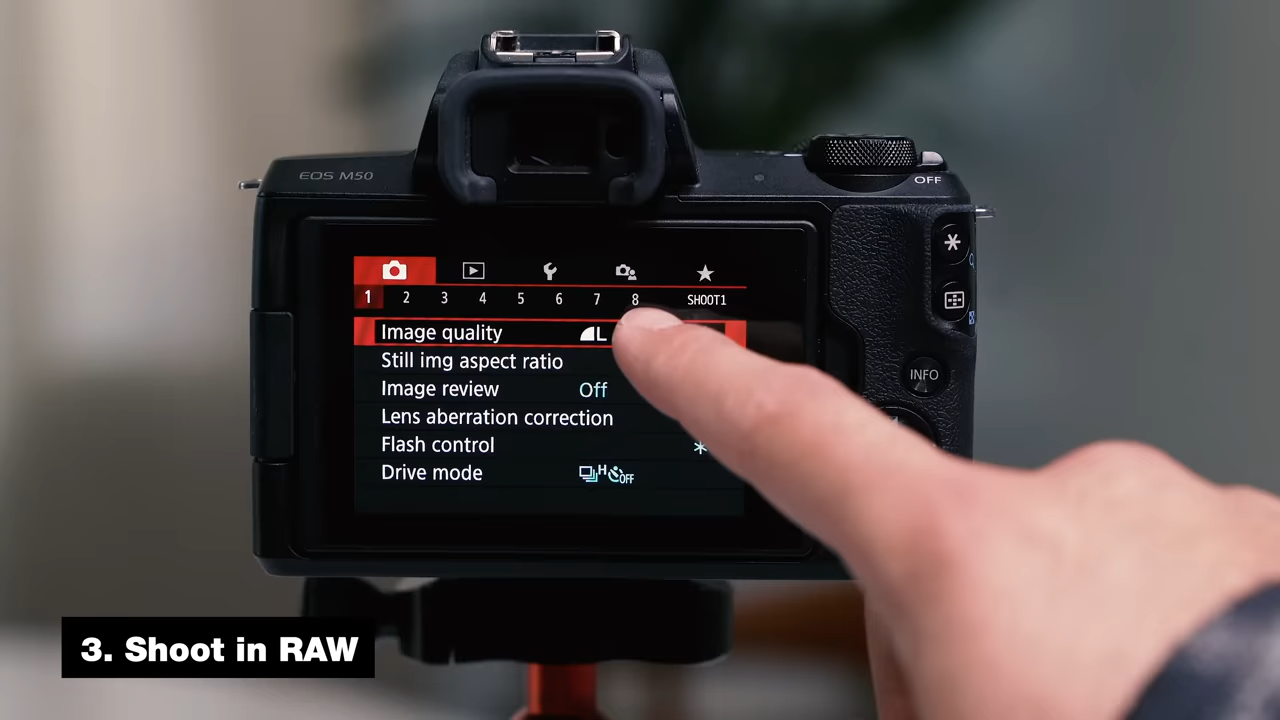 EOS M50
OFF
1 2 3 4 5 6 7 8 SHOOT1
Image quality L
Still img aspect ratio
Image review Off
Lens aberration correction
Flash control
Drive mode H OFF
INFO
3. Shoot in RAW